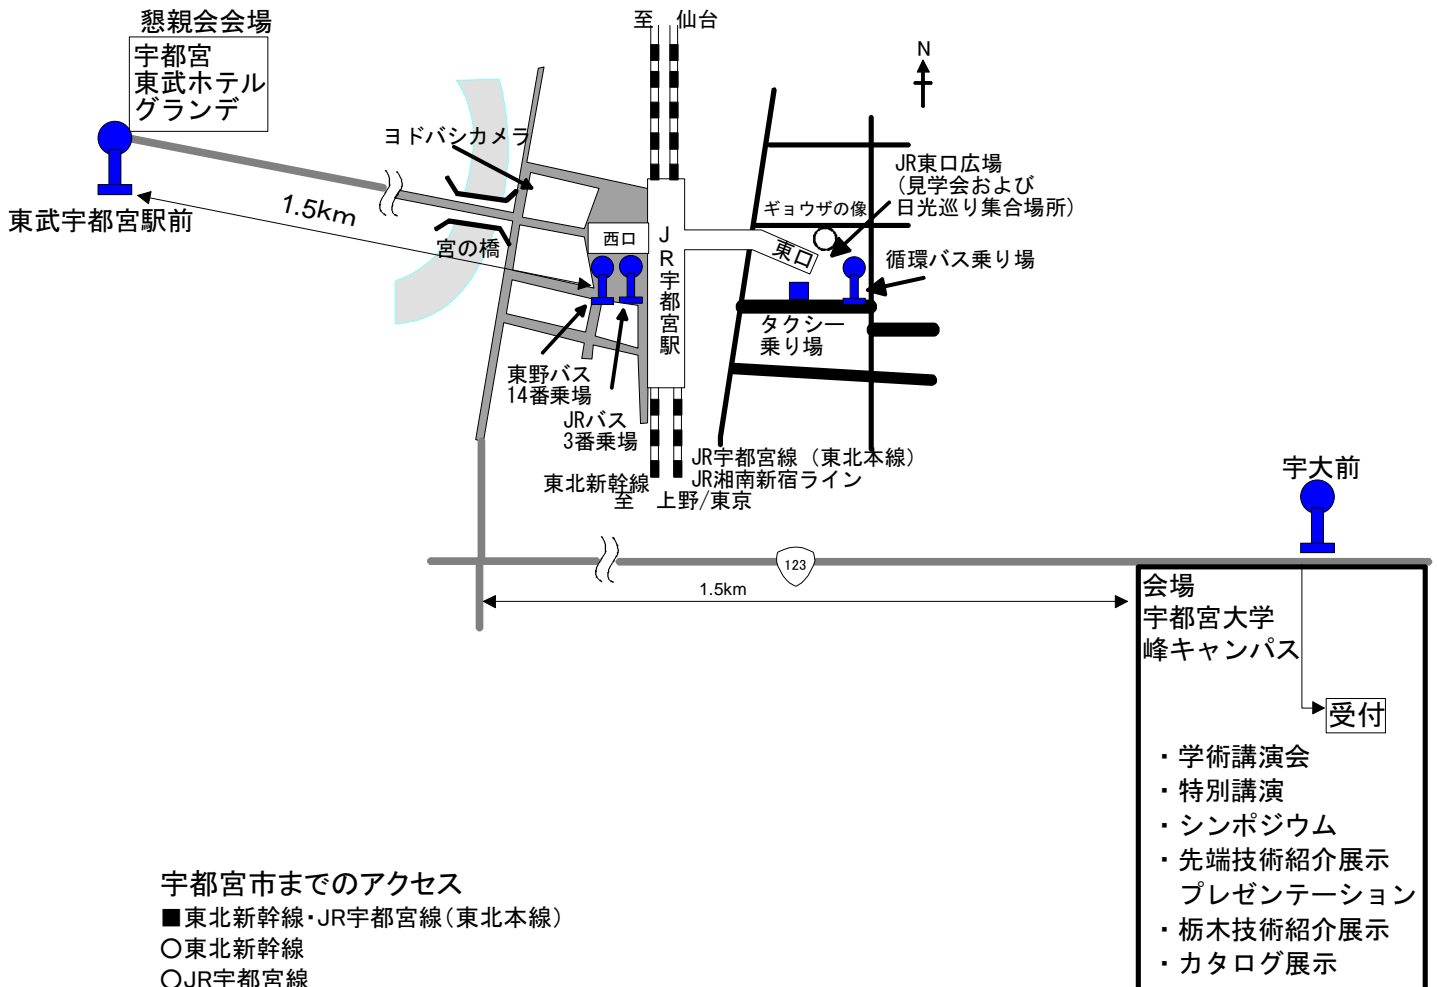 懇親会会場
宇都宮
東武ホテル
グランデ
東武宇都宮駅前
1.5km
至 仙台
N
ヨドバシカメラ
宮の橋
西口
JR宇都宮駅
東口
ギョウザの像
JR東口広場
(見学会および
日光巡り集合場所)
循環バス乗り場
タクシー
乗り場
東野バス
14番乗場
JRバス
3番乗場
東北新幹線
JR宇都宮線(東北本線)
JR湘南新宿ライン
至 上野/東京
宇大前
123
1.5km
会場
宇都宮大学
峰キャンパス
受付
・学術講演会
・特別講演
・シンポジウム
・先端技術紹介展示
プレゼンテーション
・栃木技術紹介展示
・カタログ展示
宇都宮市までのアクセス
■東北新幹線・JR宇都宮線(東北本線)
○東北新幹線
○JR宇都宮線